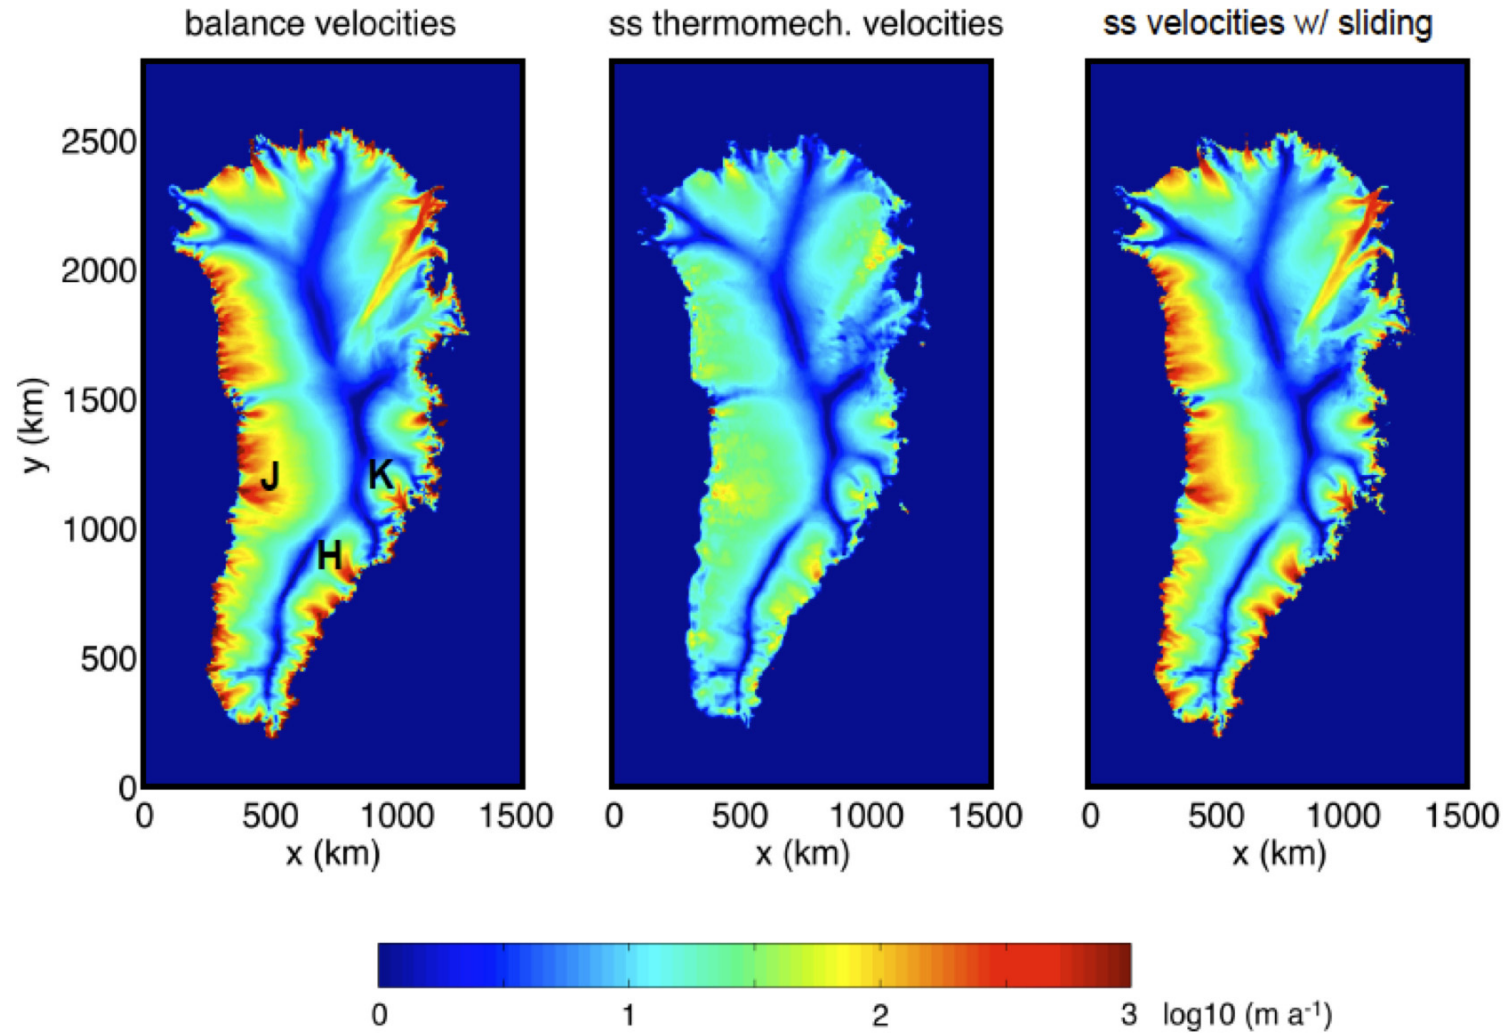 balance velocities
ss thermomech. velocities
ss velocities w/ sliding
y (km)
2500
2000
1500
1000
500
0
J
K
H
0 500 1000 1500
0 500 1000 1500
0 500 1000 1500
x (km)
x (km)
x (km)
0 1 2 3 log10 (m a⁻¹)